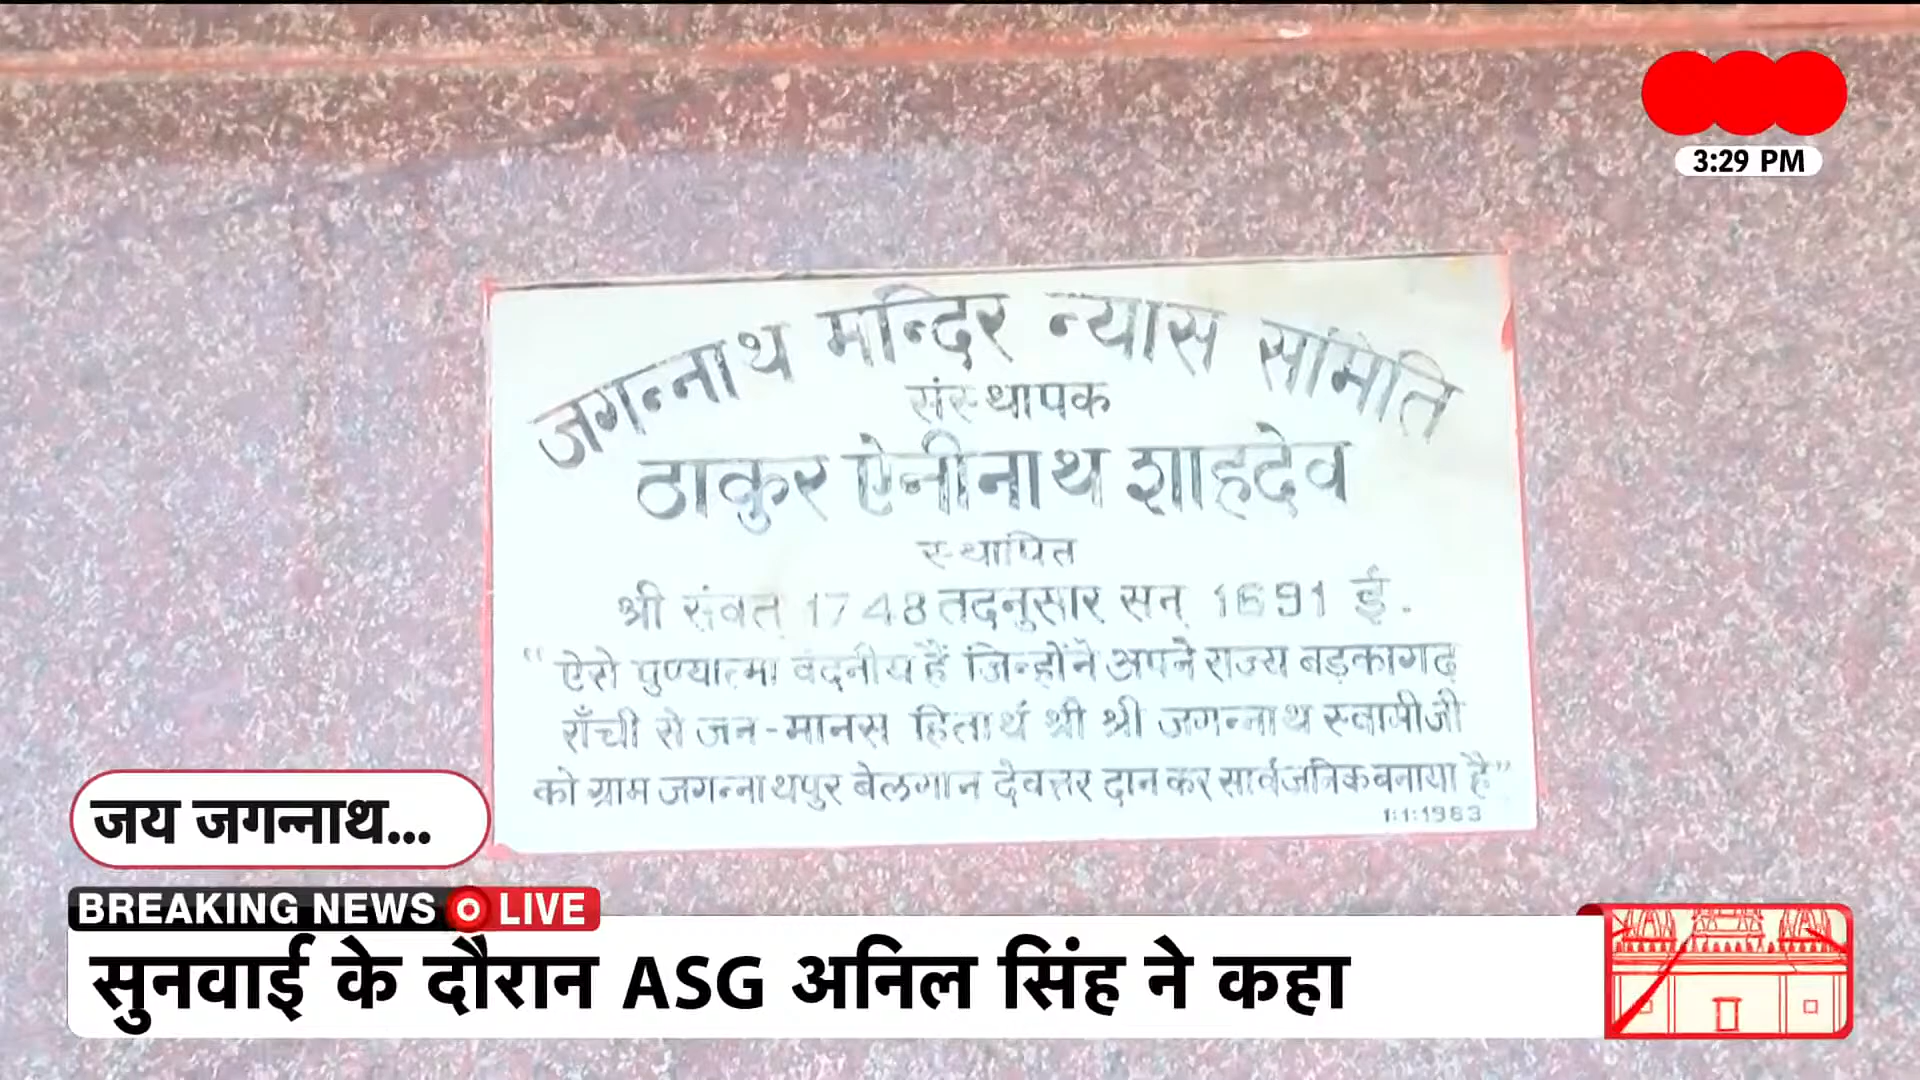 3:29 PM
जगन्नाथ मन्दिर न्यास समिति
संस्थापक
ठाकुर ऐनीनाथ शाहदेव
स्थापित
श्री संवत् 1748 तदनुसार सन् 1691 ई.
“ऐसे पुण्यात्मा वंदनीय हैं जिन्होंने अपने राज्य बड़कागढ़
राँची से जन-मानस हितार्थ श्री श्री जगन्नाथ स्वामीजी
को ग्राम जगन्नाथपुर बेलगान देवत्तर दान कर सार्वजनिक बनाया है”
1:1:1983
जय जगन्नाथ...
BREAKING NEWS LIVE
सुनवाई के दौरान ASG अनिल सिंह ने कहा